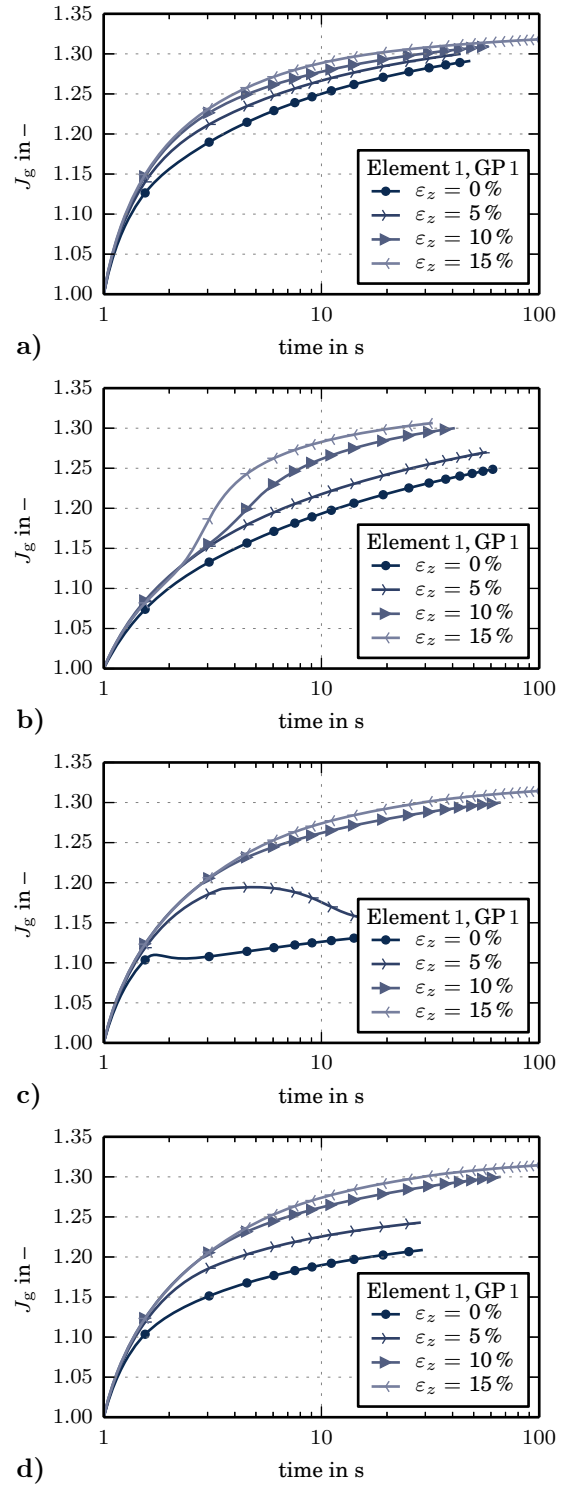 1.35
1.30
1.25
1.20
1.15
1.10
1.05
1.00
J_g in –
1 10 100
time in s
Element 1, GP 1
ε_z = 0 %
ε_z = 5 %
ε_z = 10 %
ε_z = 15 %
a)
1.35
1.30
1.25
1.20
1.15
1.10
1.05
1.00
J_g in –
1 10 100
time in s
Element 1, GP 1
ε_z = 0 %
ε_z = 5 %
ε_z = 10 %
ε_z = 15 %
b)
1.35
1.30
1.25
1.20
1.15
1.10
1.05
1.00
J_g in –
1 10 100
time in s
Element 1, GP 1
ε_z = 0 %
ε_z = 5 %
ε_z = 10 %
ε_z = 15 %
c)
1.35
1.30
1.25
1.20
1.15
1.10
1.05
1.00
J_g in –
1 10 100
time in s
Element 1, GP 1
ε_z = 0 %
ε_z = 5 %
ε_z = 10 %
ε_z = 15 %
d)